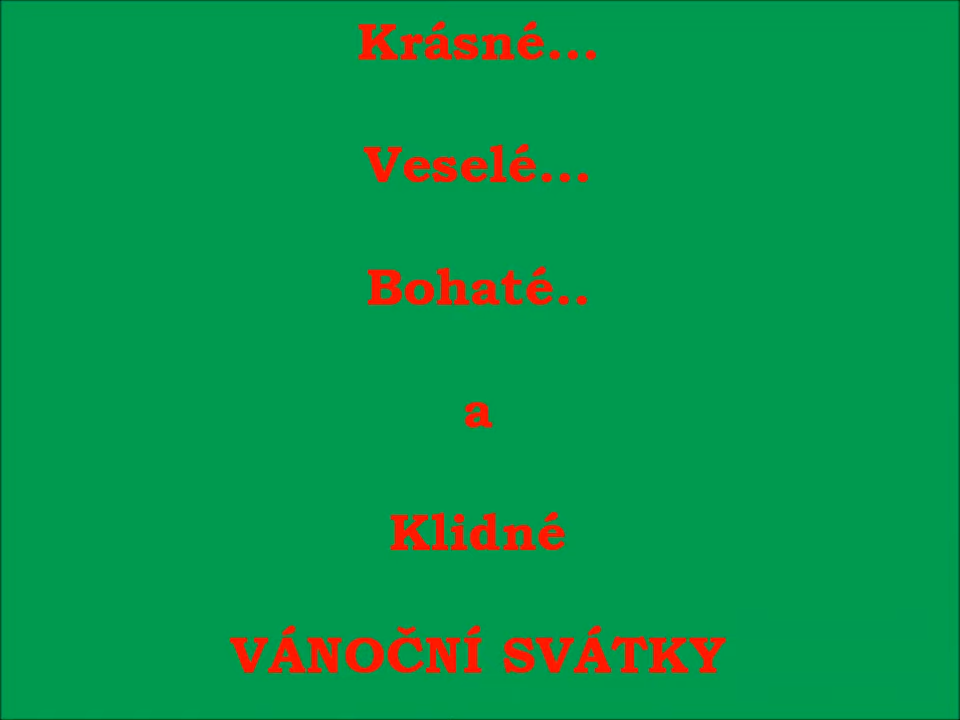 Krásné...
Veselé...
Bohaté..
a
Klidné
VÁNOČNÍ SVÁTKY